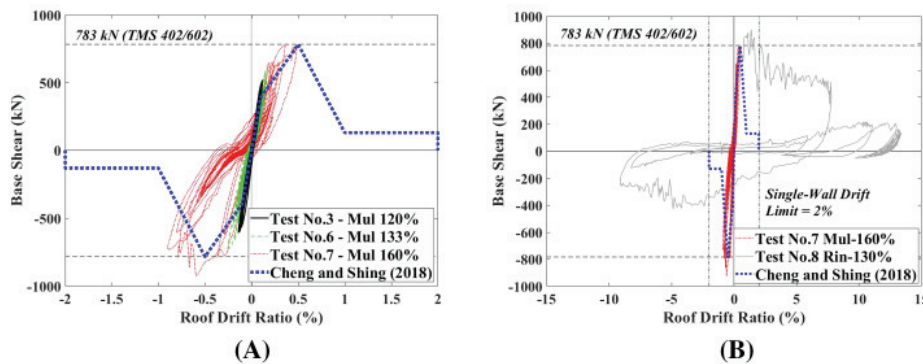 783 kN (TMS 402/602)
1000
500
0
-500
-1000
Base Shear (kN)
Test No.3 - Mul 120%
Test No.6 - Mul 133%
Test No.7 - Mul 160%
Cheng and Shing (2018)
-2 -1.5 -1 -0.5 0 0.5 1 1.5 2
Roof Drift Ratio (%)
(A)
783 kN (TMS 402/602)
1000
800
600
400
200
0
-200
-400
-600
-800
-1000
Base Shear (kN)
Single-Wall Drift
Limit = 2%
Test No.7 Mul-160%
Test No.8 Rin-130%
Cheng and Shing (2018)
-15 -10 -5 0 5 10 15
Roof Drift Ratio (%)
(B)